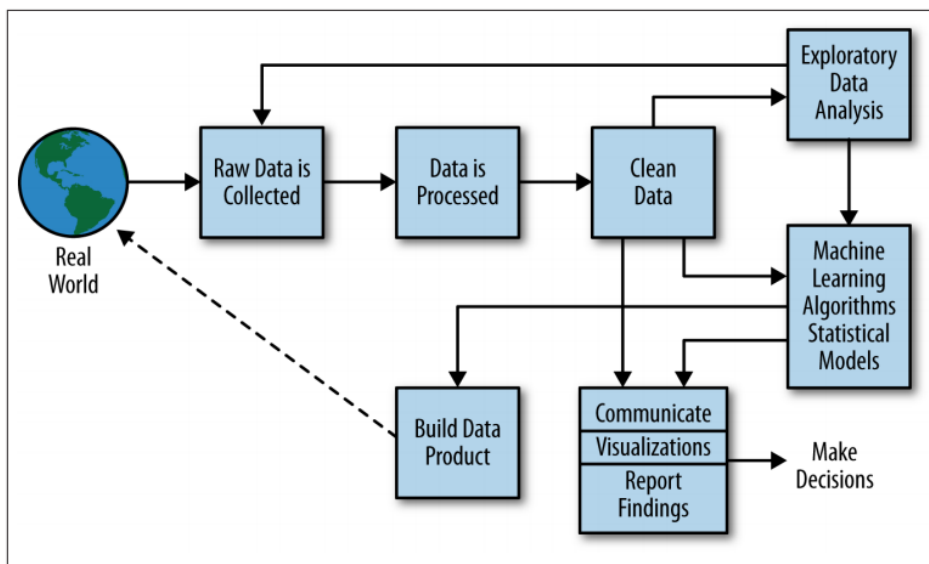 Exploratory
Data
Analysis
Raw Data is
Collected
Data is
Processed
Clean
Data
Real
World
Machine
Learning
Algorithms
Statistical
Models
Build Data
Product
Communicate
Visualizations
Report
Findings
Make
Decisions